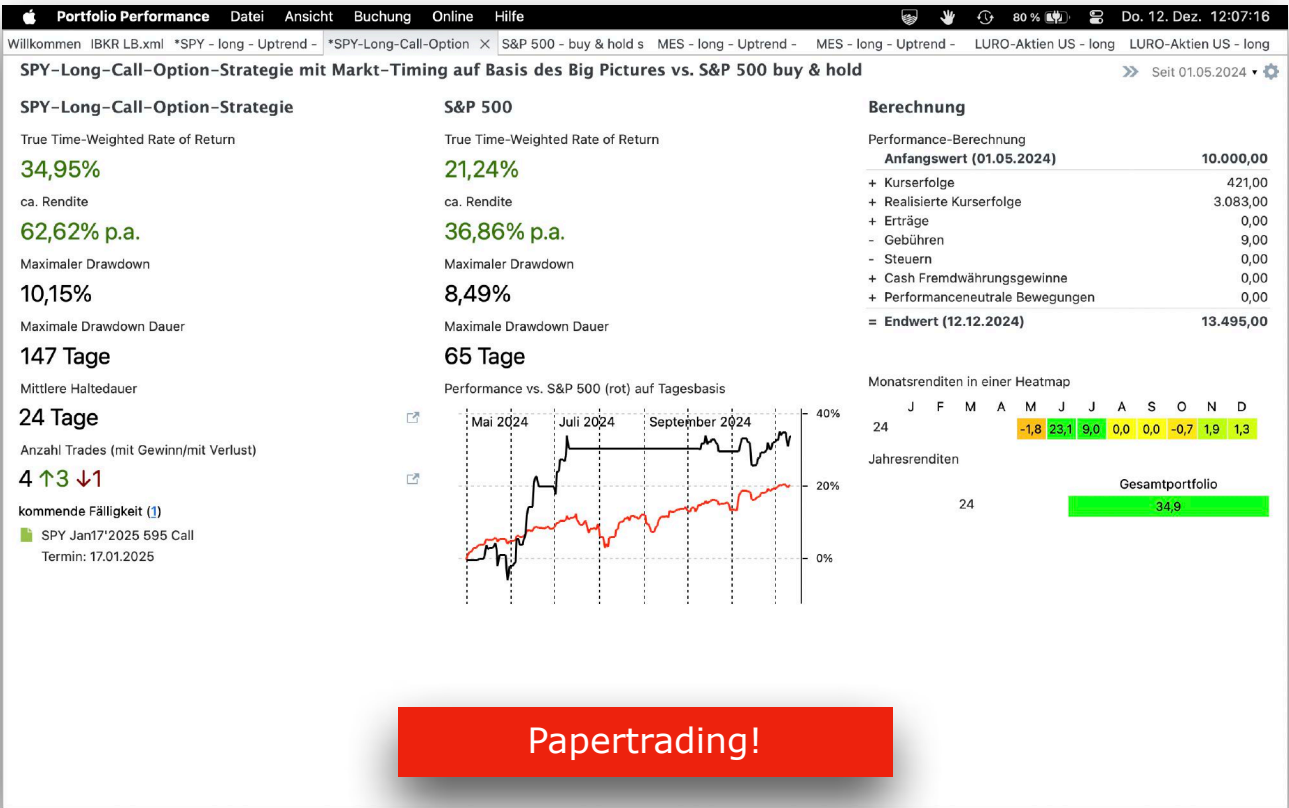 Portfolio Performance Datei Ansicht Buchung Online Hilfe 80 % Do. 12. Dez. 12:07:16
Willkommen IBKR LB.xml *SPY - long - Uptrend - *SPY-Long-Call-Option S&P 500 - buy & hold s MES - long - Uptrend - MES - long - Uptrend - LURO-Aktien US - long LURO-Aktien US - long
SPY-Long-Call-Option-Strategie mit Markt-Timing auf Basis des Big Pictures vs. S&P 500 buy & hold
Seit 01.05.2024
SPY-Long-Call-Option-Strategie
True Time-Weighted Rate of Return
34,95%
ca. Rendite
62,62% p.a.
Maximaler Drawdown
10,15%
Maximale Drawdown Dauer
147 Tage
Mittlere Haltedauer
24 Tage
Anzahl Trades (mit Gewinn/mit Verlust)
4 ↑3 ↓1
kommende Fälligkeit (1)
SPY Jan17'2025 595 Call
Termin: 17.01.2025
S&P 500
True Time-Weighted Rate of Return
21,24%
ca. Rendite
36,86% p.a.
Maximaler Drawdown
8,49%
Maximale Drawdown Dauer
65 Tage
Performance vs. S&P 500 (rot) auf Tagesbasis
Mai 2024 Juli 2024 September 2024
40%
20%
0%
Berechnung
Performance-Berechnung
Anfangswert (01.05.2024) 10.000,00
+ Kurserfolge 421,00
+ Realisierte Kurserfolge 3.083,00
+ Erträge 0,00
- Gebühren 9,00
- Steuern 0,00
+ Cash Fremdwährungsgewinne 0,00
+ Performanceneutrale Bewegungen 0,00
= Endwert (12.12.2024) 13.495,00
Monatsrenditen in einer Heatmap
J F M A M J J A S O N D
24 -1,8 23,1 9,0 0,0 0,0 -0,7 1,9 1,3
Jahresrenditen
Gesamtportfolio
24 34,9
Papertrading!